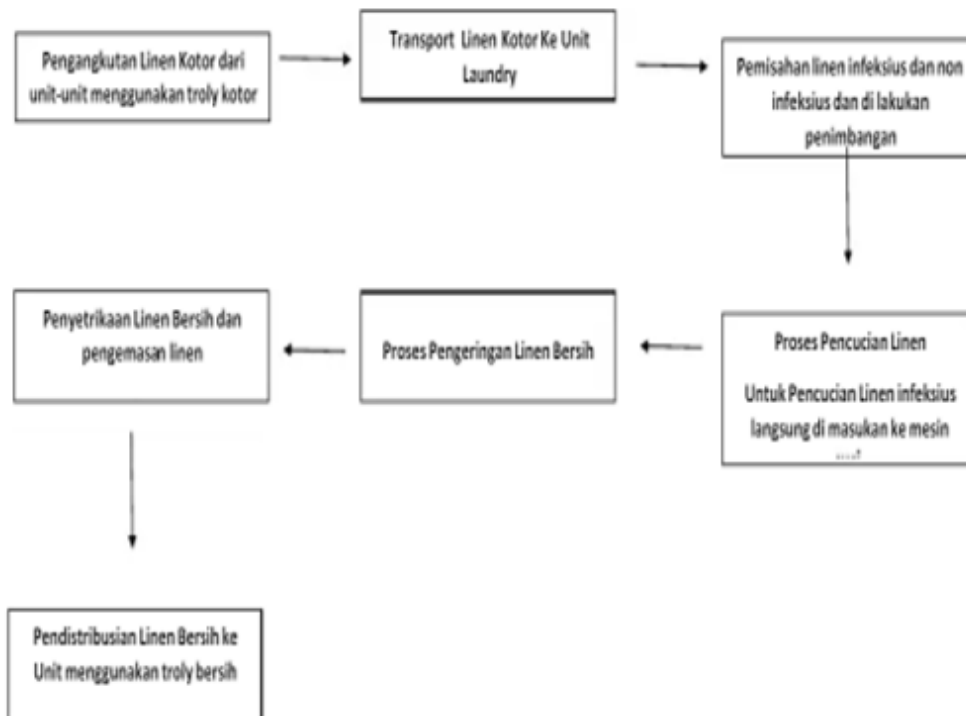 Pengangkutan Linen Kotor dari
unit-unit menggunakan troly kotor
Transport Linen Kotor Ke Unit
Laundry
Pemisahan linen infeksius dan non
infeksius dan di lakukan
penimbangan
Proses Pencucian Linen
Untuk Pencucian Linen infeksius
langsung di masukan ke mesin
Proses Pengeringan Linen Bersih
Penyetrikaan Linen Bersih dan
pengemasan linen
Pendistribusian Linen Bersih ke
Unit menggunakan troly bersih